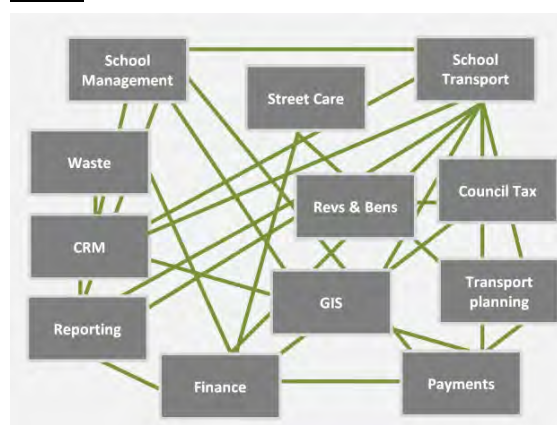 School
Management
School
Transport
Street Care
Waste
Council Tax
Revs & Bens
CRM
Transport
planning
GIS
Reporting
Finance
Payments